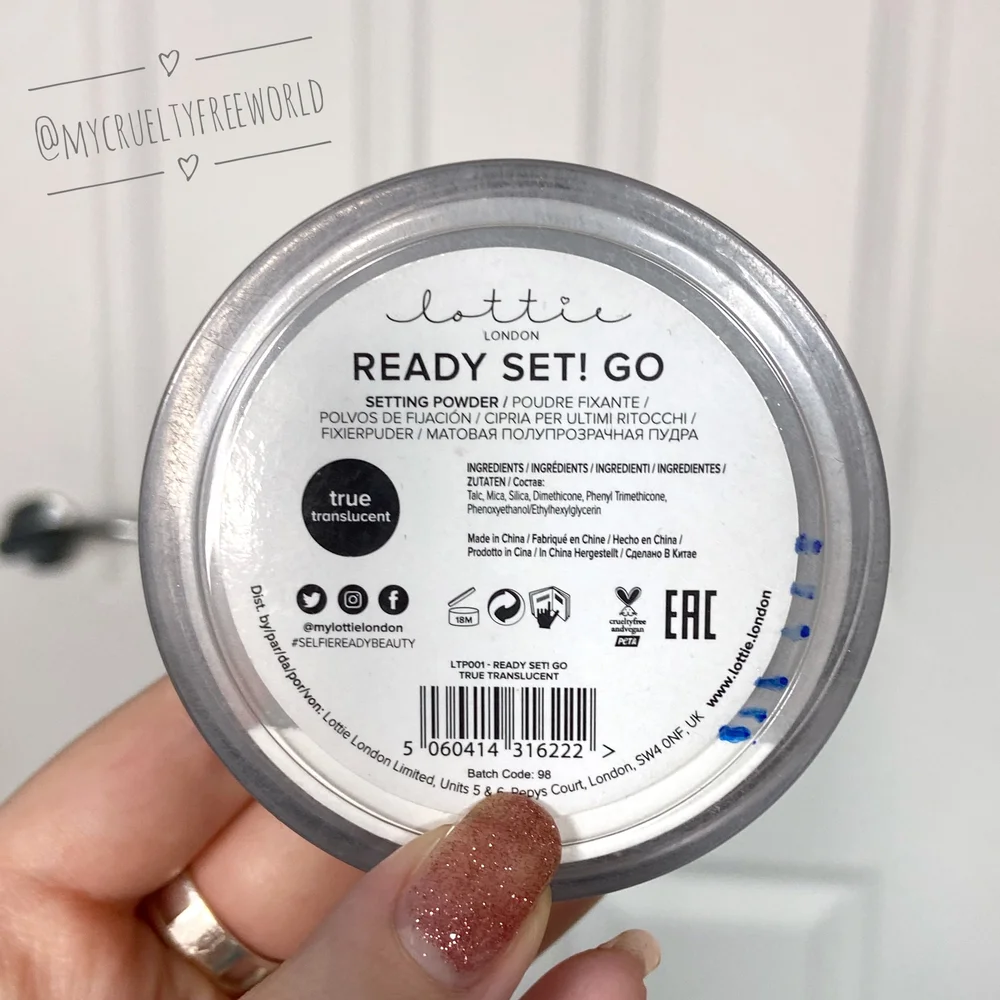 @MYCRUELTYFREEWORLD
lottie
LONDON
READY SET! GO
SETTING POWDER / POUDRE FIXANTE /
POLVOS DE FIJACIÓN / CIPRIA PER ULTIMI RITOCCHI /
FIXIERPUDER / МАТОВАЯ ПОЛУПРОЗРАЧНАЯ ПУДРА
true
translucent
INGREDIENTS / INGRÉDIENTS / INGREDIENTI / INGREDIENTES /
ZUTATEN / Состав:
Talc, Mica, Silica, Dimethicone, Phenyl Trimethicone,
Phenoxyethanol/Ethylhexylglycerin
Made in China / Fabriqué en Chine / Hecho en China /
Prodotto in Cina / In China Hergestellt / Сделано В Китае
@mylottielondon
#SELFIEREADYBEAUTY
18M
crueltyfree
andvegan
PETA
EAC
LTP001 - READY SET! GO
TRUE TRANSLUCENT
5 060414 316222 >
Batch Code: 98
Dist. by/par/da/por/von: Lottie London Limited, Units 5 & 6, Pepys Court, London, SW4 0NF, UK
www.lottie.london